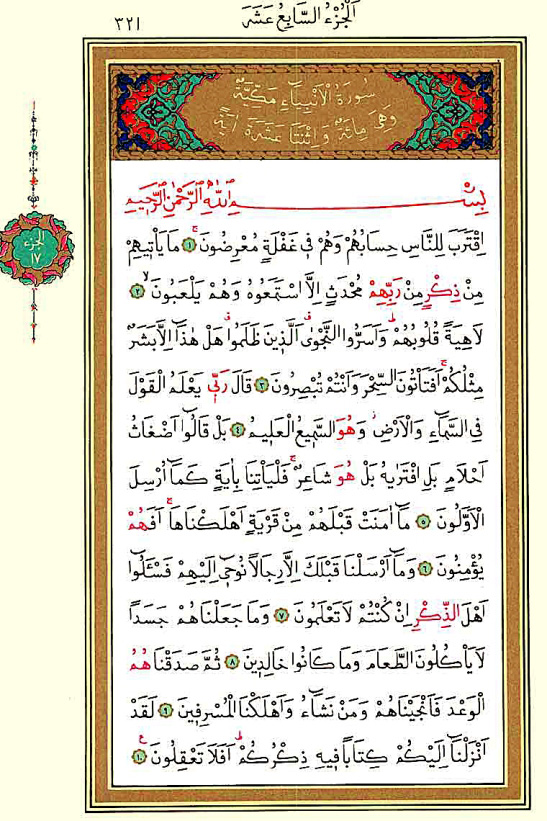 اَلْجُزْءُ السَّابِعُ عَشَرَ
٣٢١
سُورَةُ الْاَنْبِيَاءِ مَكِّيَّةٌ
وَهِيَ مِائَةٌ وَاِثْنَتَا عَشْرَةَ اٰيَةً
بِسْمِ اللّٰهِ الرَّحْمٰنِ الرَّحِيمِ
اِقْتَرَبَ لِلنَّاسِ حِسَابُهُمْ وَهُمْ فٖي غَفْلَةٍ مُعْرِضُونَۚ ﴿١﴾ مَا يَاْتٖيهِمْ
الجزء
١٧
مِنْ ذِكْرٍ مِنْ رَبِّهِمْ مُحْدَثٍ اِلَّا اسْتَمَعُوهُ وَهُمْ يَلْعَبُونَۙ ﴿٢﴾
لَاهِيَةً قُلُوبُهُمْۜ وَاَسَرُّوا النَّجْوٰىۗ اَلَّذٖينَ ظَلَمُواۗ هَلْ هٰذَٓا اِلَّا بَشَرٌ
مِثْلُكُمْۚ اَفَتَاْتُونَ السِّحْرَ وَاَنْتُمْ تُبْصِرُونَ ﴿٣﴾ قَالَ رَبّٖي يَعْلَمُ الْقَوْلَ
فِي السَّمَٓاءِ وَالْاَرْضِۘ وَهُوَ السَّمٖيعُ الْعَلٖيمُ ﴿٤﴾ بَلْ قَالُٓوا اَضْغَاثُ
اَحْلَامٍ بَلِ افْتَرٰيهُ بَلْ هُوَ شَاعِرٌۚ فَلْيَاْتِنَا بِاٰيَةٍ كَمَٓا اُرْسِلَ
الْاَوَّلُونَ ﴿٥﴾ مَٓا اٰمَنَتْ قَبْلَهُمْ مِنْ قَرْيَةٍ اَهْلَكْنَاهَاۚ اَفَهُمْ
يُؤْمِنُونَ ﴿٦﴾ وَمَٓا اَرْسَلْنَا قَبْلَكَ اِلَّا رِجَالًا نُوحٖٓي اِلَيْهِمْ فَسْـَٔلُٓوا
اَهْلَ الذِّكْرِ اِنْ كُنْتُمْ لَا تَعْلَمُونَ ﴿٧﴾ وَمَا جَعَلْنَاهُمْ جَسَدًا
لَا يَاْكُلُونَ الطَّعَامَ وَمَا كَانُوا خَالِدٖينَ ﴿٨﴾ ثُمَّ صَدَقْنَاهُمُ
الْوَعْدَ فَاَنْجَيْنَاهُمْ وَمَنْ نَشَٓاءُ وَاَهْلَكْنَا الْمُسْرِفٖينَ ﴿٩﴾ لَقَدْ
اَنْزَلْنَٓا اِلَيْكُمْ كِتَابًا فٖيهِ ذِكْرُكُمْۜ اَفَلَا تَعْقِلُونَۚ ﴿١٠﴾